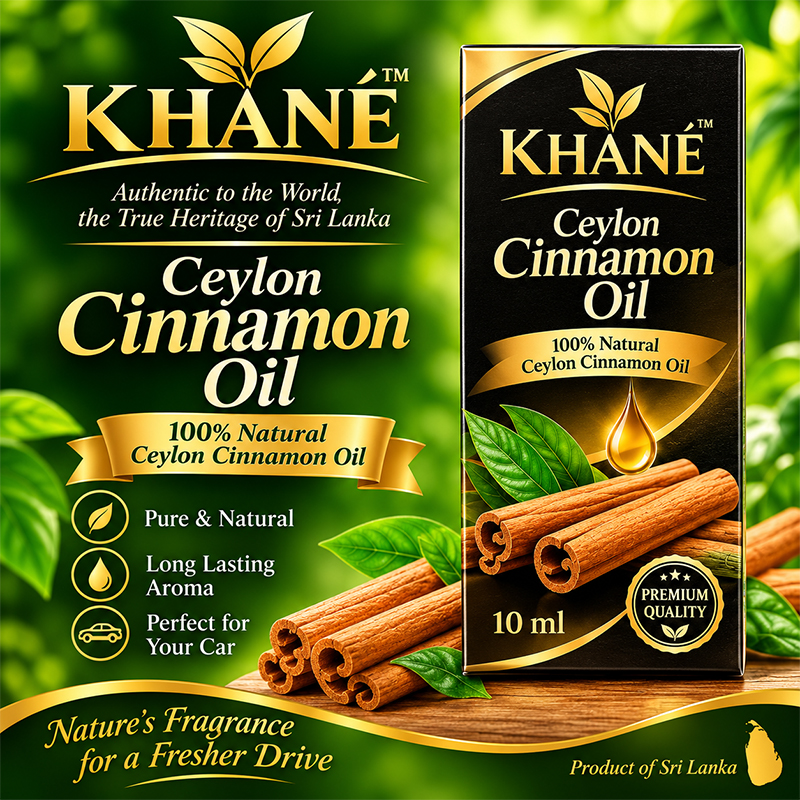 KHANÉ™
Authentic to the World,
the True Heritage of Sri Lanka
Ceylon
Cinnamon
Oil
100% Natural
Ceylon Cinnamon Oil
Pure & Natural
Long Lasting
Aroma
Perfect for
Your Car
Nature's Fragrance
for a Fresher Drive
KHANÉ™
Ceylon
Cinnamon
Oil
100% Natural
Ceylon Cinnamon Oil
10 ml
PREMIUM
QUALITY
Product of Sri Lanka